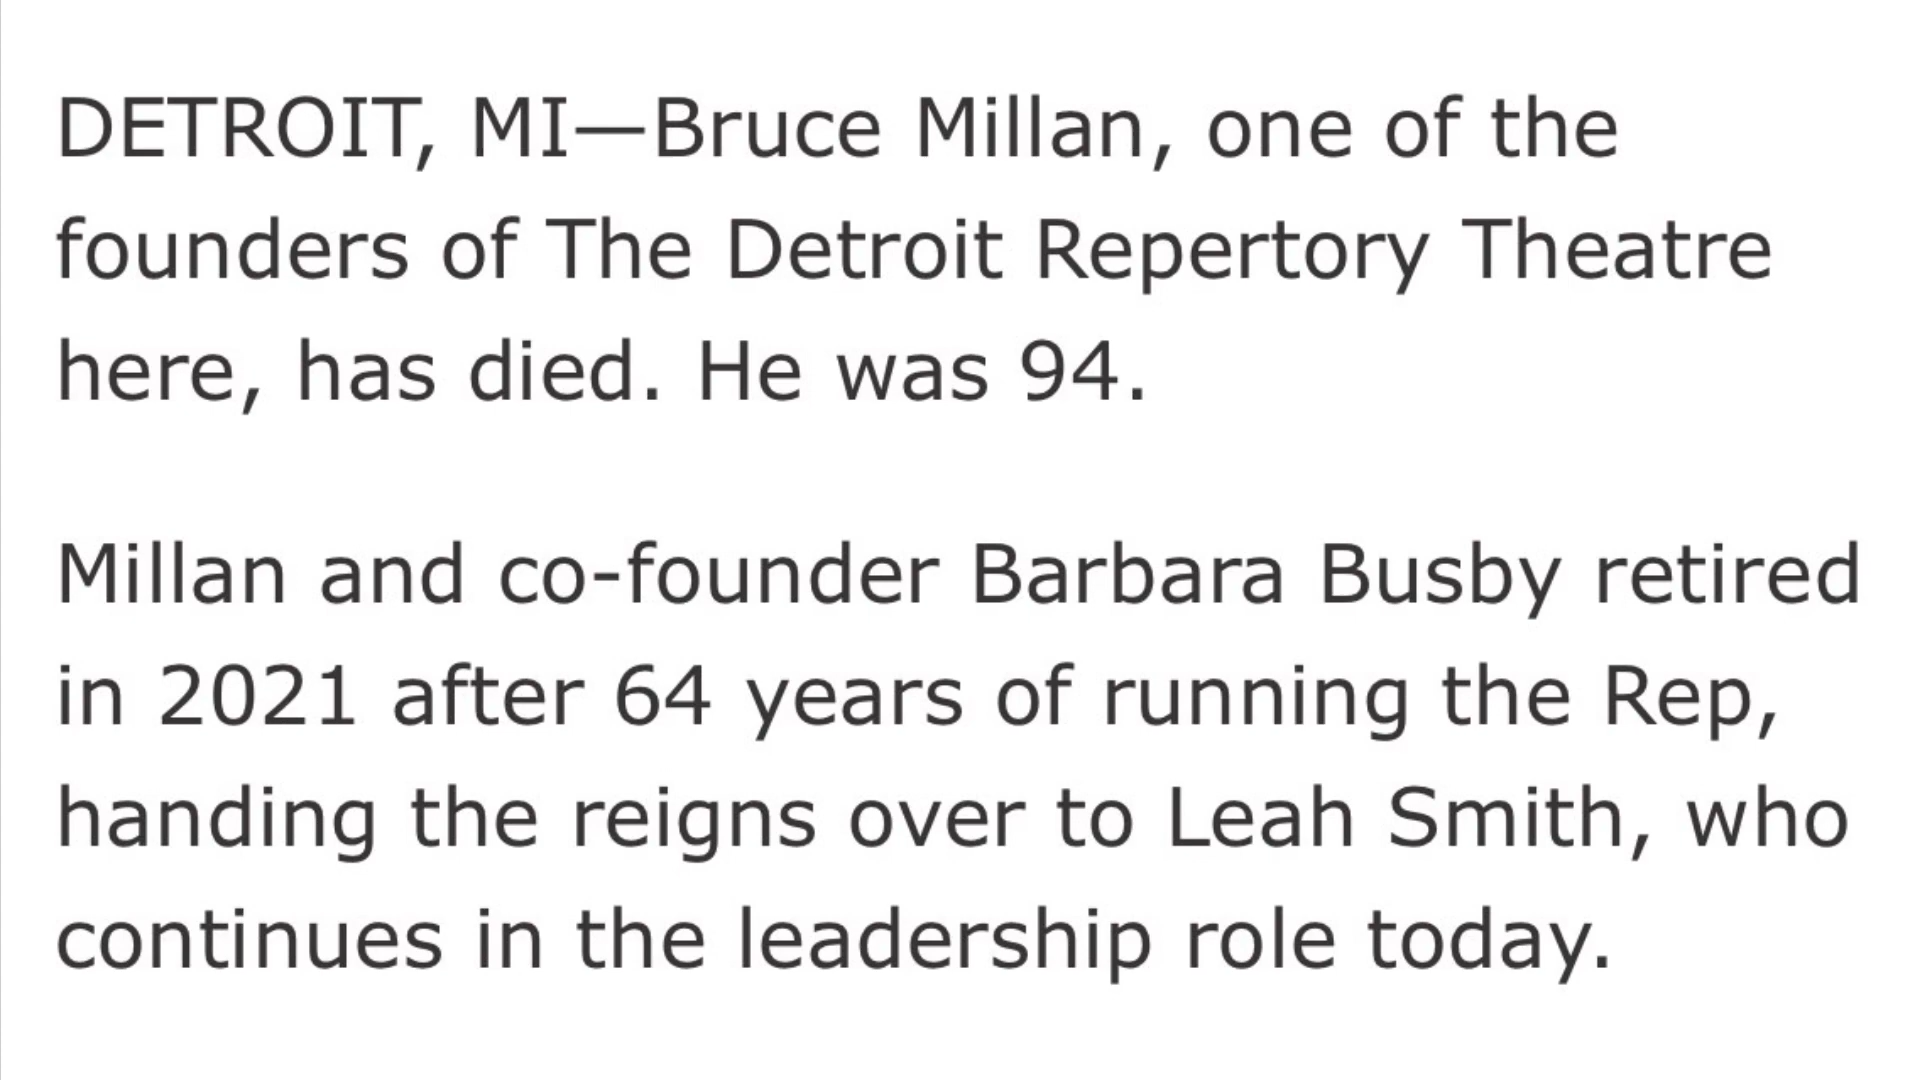 DETROIT, MI—Bruce Millan, one of the
founders of The Detroit Repertory Theatre
here, has died. He was 94.
Millan and co-founder Barbara Busby retired
in 2021 after 64 years of running the Rep,
handing the reigns over to Leah Smith, who
continues in the leadership role today.